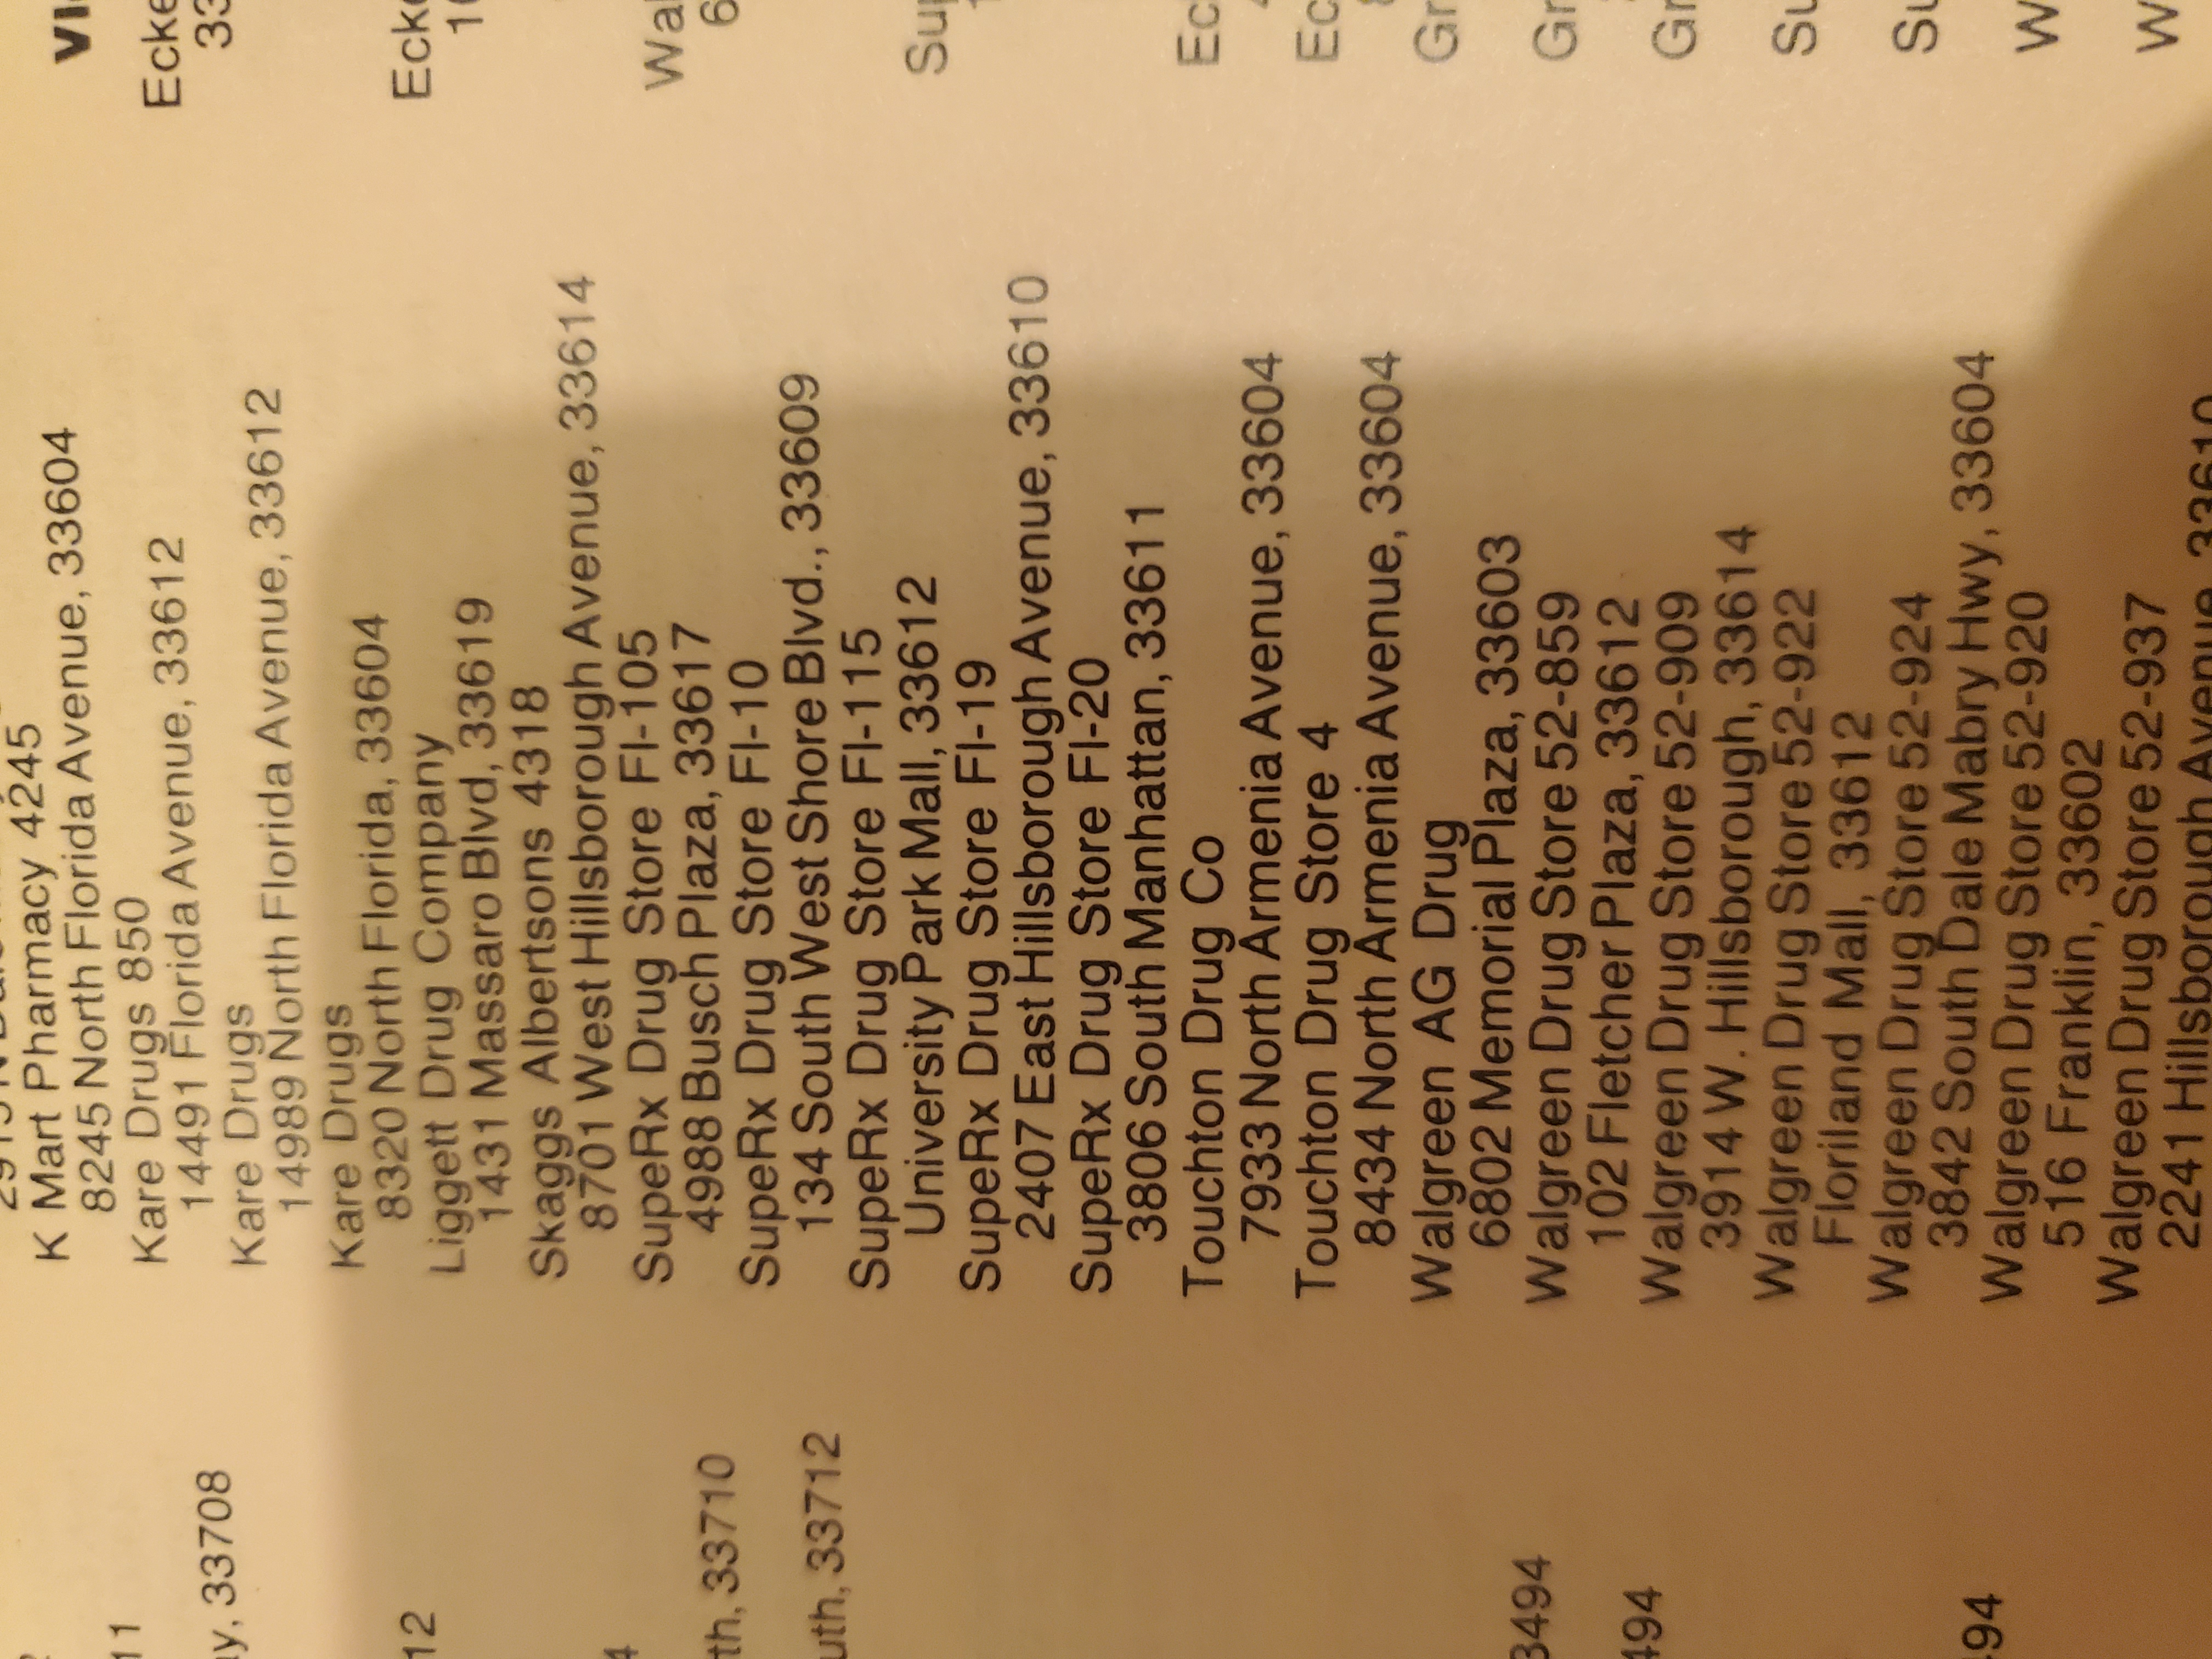 K Mart Pharmacy 4245
8245 North Florida Avenue, 33604
Kare Drugs 850
14491 Florida Avenue, 33612
Kare Drugs
14989 North Florida Avenue, 33612
Kare Drugs
8320 North Florida, 33604
Liggett Drug Company
1431 Massaro Blvd, 33619
Skaggs Albertsons 4318
8701 West Hillsborough Avenue, 33614
SupeRx Drug Store Fl-105
4988 Busch Plaza, 33617
SupeRx Drug Store Fl-10
134 South West Shore Blvd., 33609
SupeRx Drug Store Fl-115
University Park Mall, 33612
SupeRx Drug Store Fl-19
2407 East Hillsborough Avenue, 33610
SupeRx Drug Store Fl-20
3806 South Manhattan, 33611
Touchton Drug Co
7933 North Armenia Avenue, 33604
Touchton Drug Store 4
8434 North Armenia Avenue, 33604
Walgreen AG Drug
6802 Memorial Plaza, 33603
Walgreen Drug Store 52-859
102 Fletcher Plaza, 33612
Walgreen Drug Store 52-909
3914 W. Hillsborough, 33614
Walgreen Drug Store 52-922
Floriland Mall, 33612
Walgreen Drug Store 52-924
3842 South Dale Mabry Hwy, 33604
Walgreen Drug Store 52-920
516 Franklin, 33602
Walgreen Drug Store 52-937
2241 Hillsborough Avenue, 33610